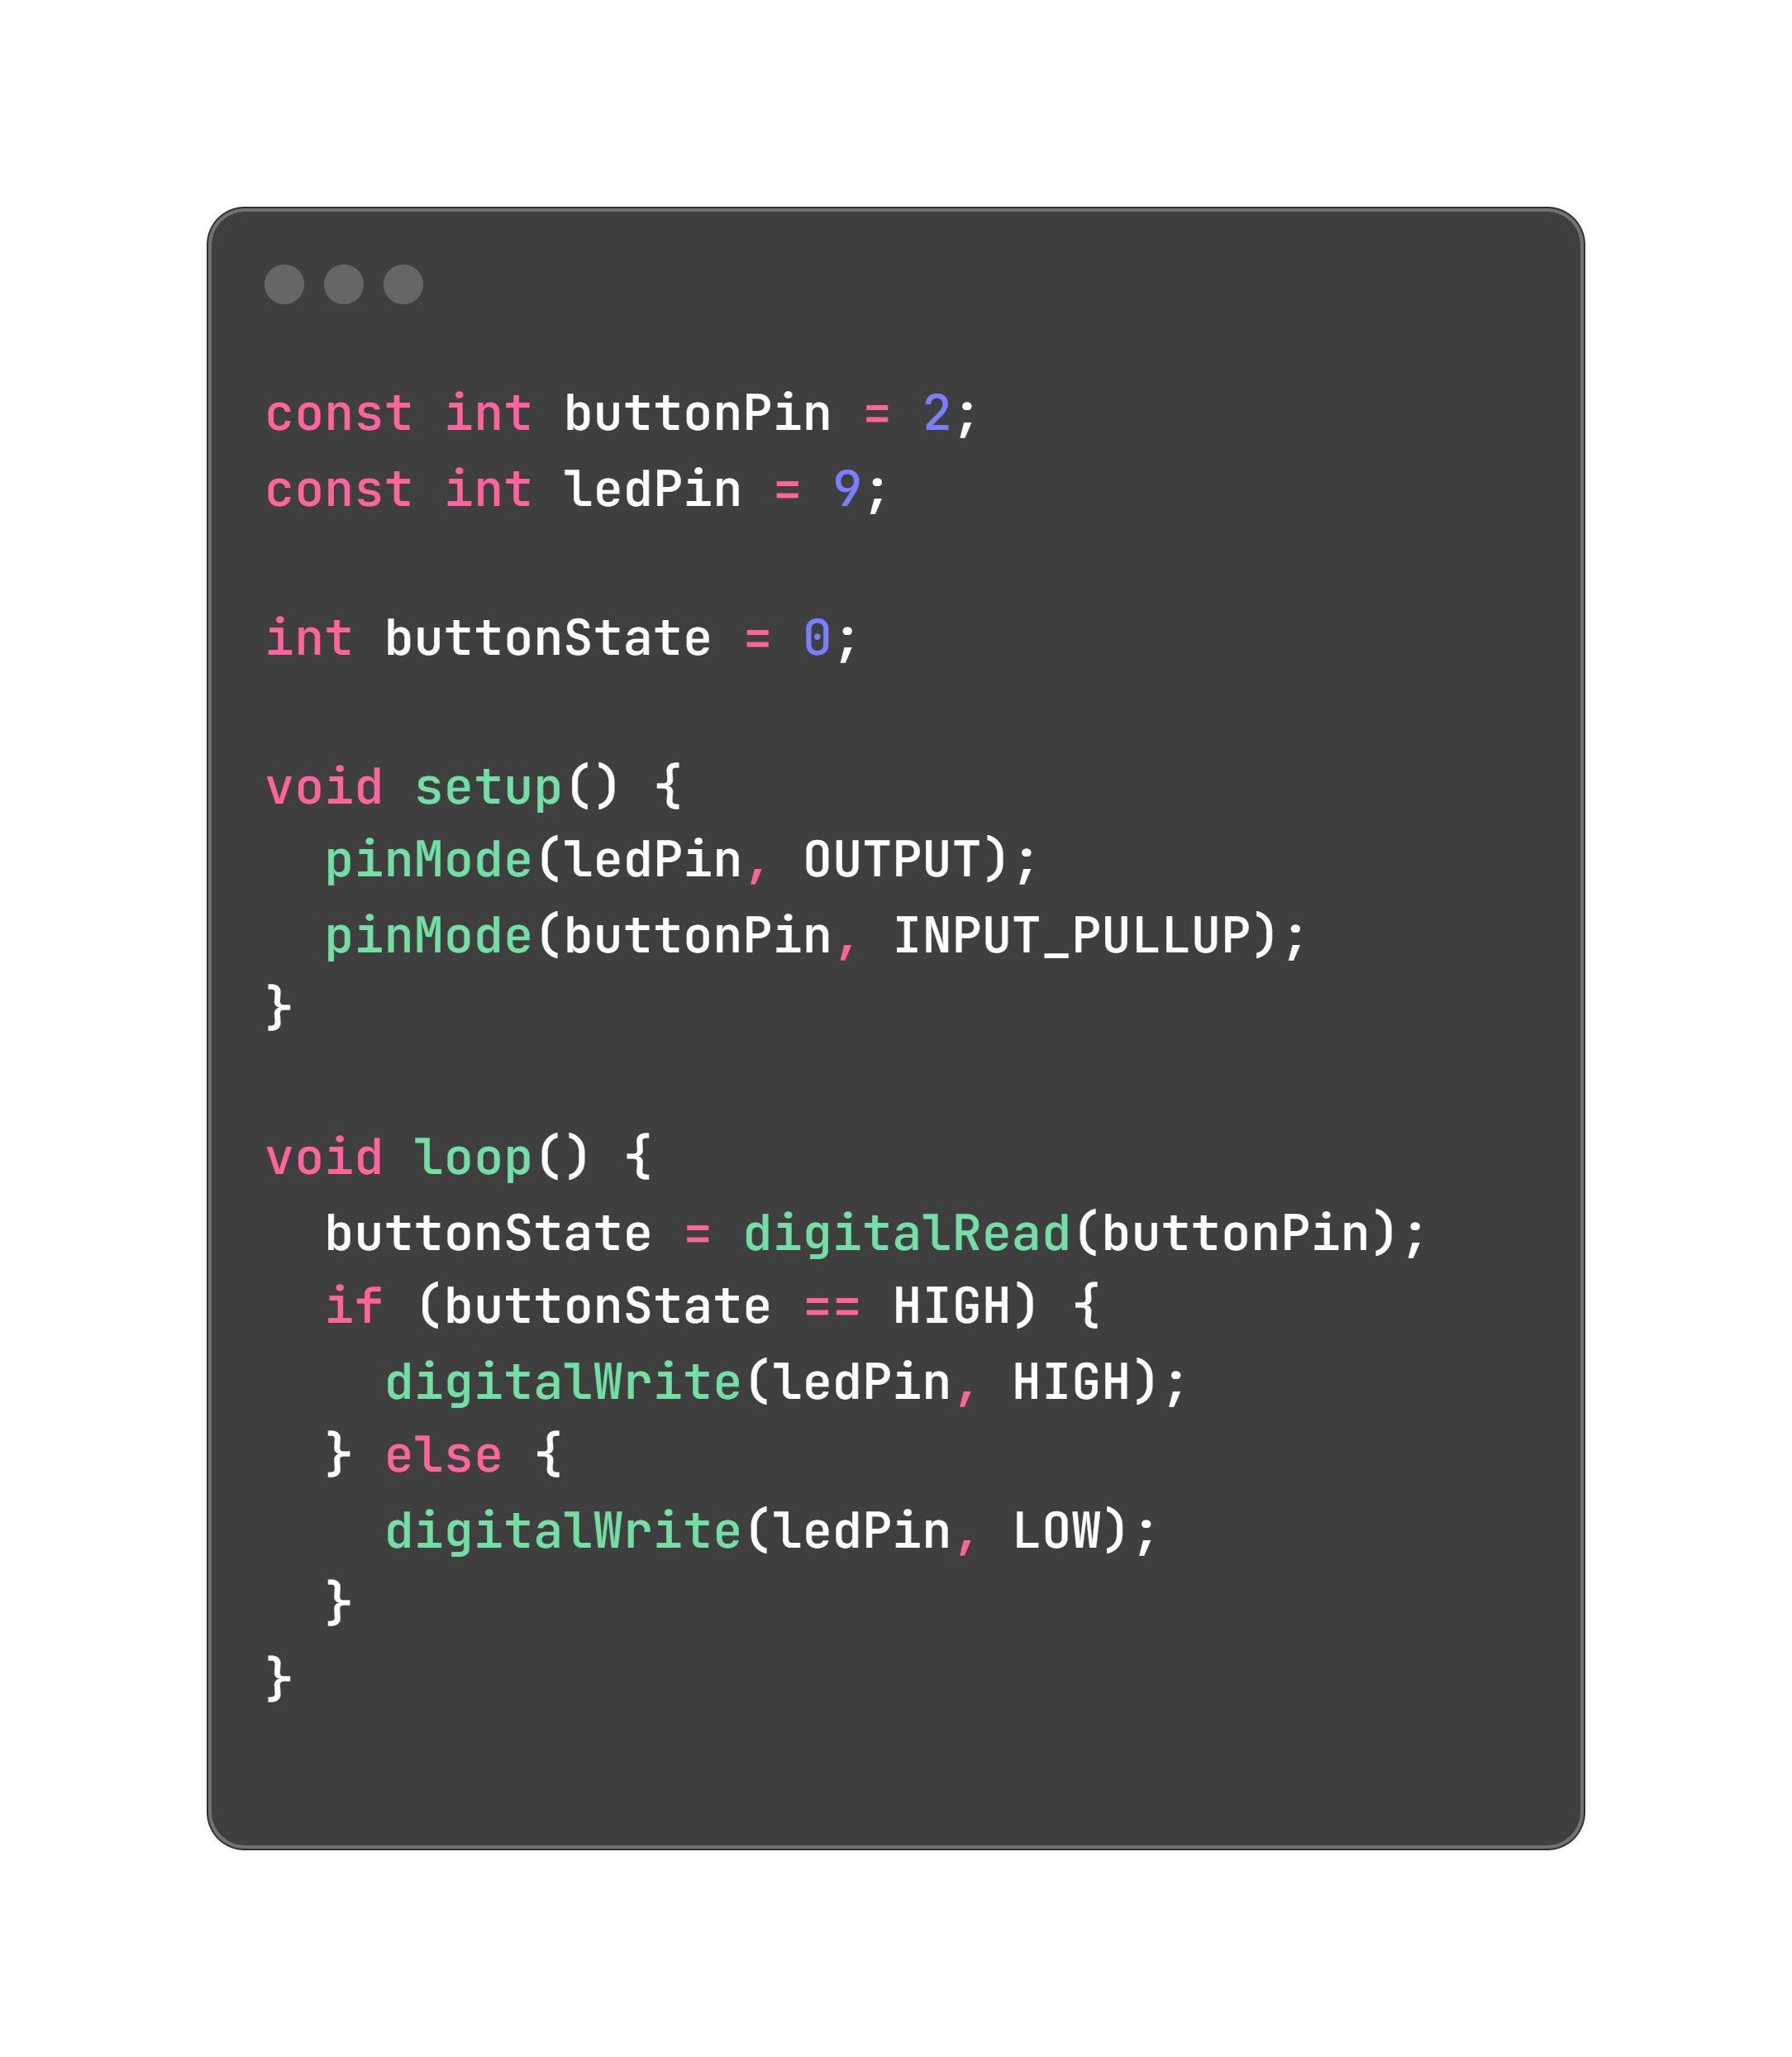 const int buttonPin = 2;
const int ledPin = 9;

int buttonState = 0;

void setup() {
  pinMode(ledPin, OUTPUT);
  pinMode(buttonPin, INPUT_PULLUP);
}

void loop() {
  buttonState = digitalRead(buttonPin);
  if (buttonState == HIGH) {
    digitalWrite(ledPin, HIGH);
  } else {
    digitalWrite(ledPin, LOW);
  }
}